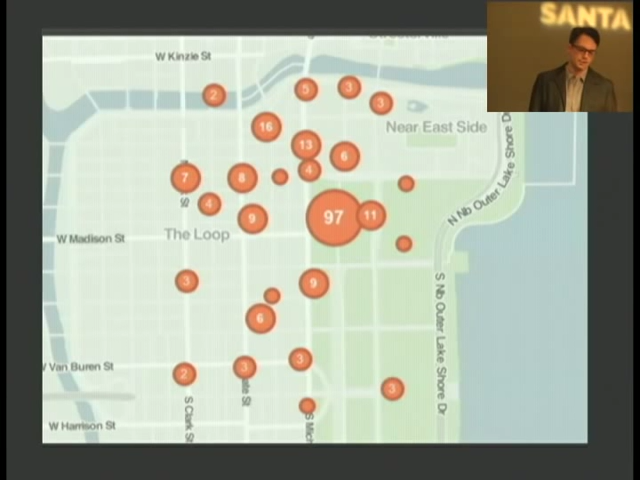 SANTA
W Kinzie St
2
5
3
3
16
Near East Side
13
6
4
7
8
4
9
97
11
N Nb Outer Lake Shore D
W Madison St
The Loop
3
9
6
S Nb Outer Lake Shore Dr
W Van Buren St
2
3
3
3
S Clark St
W Harrison St
S Mich